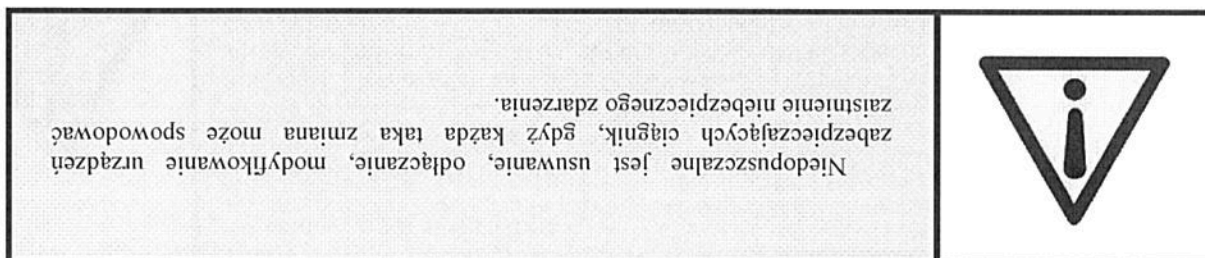 Niedopuszczalne jest usuwanie, odłączanie, modyfikowanie urządzeń
zabezpieczających ciągnik, gdyż każda taka zmiana może spowodować
zaistnienie niebezpiecznego zdarzenia.